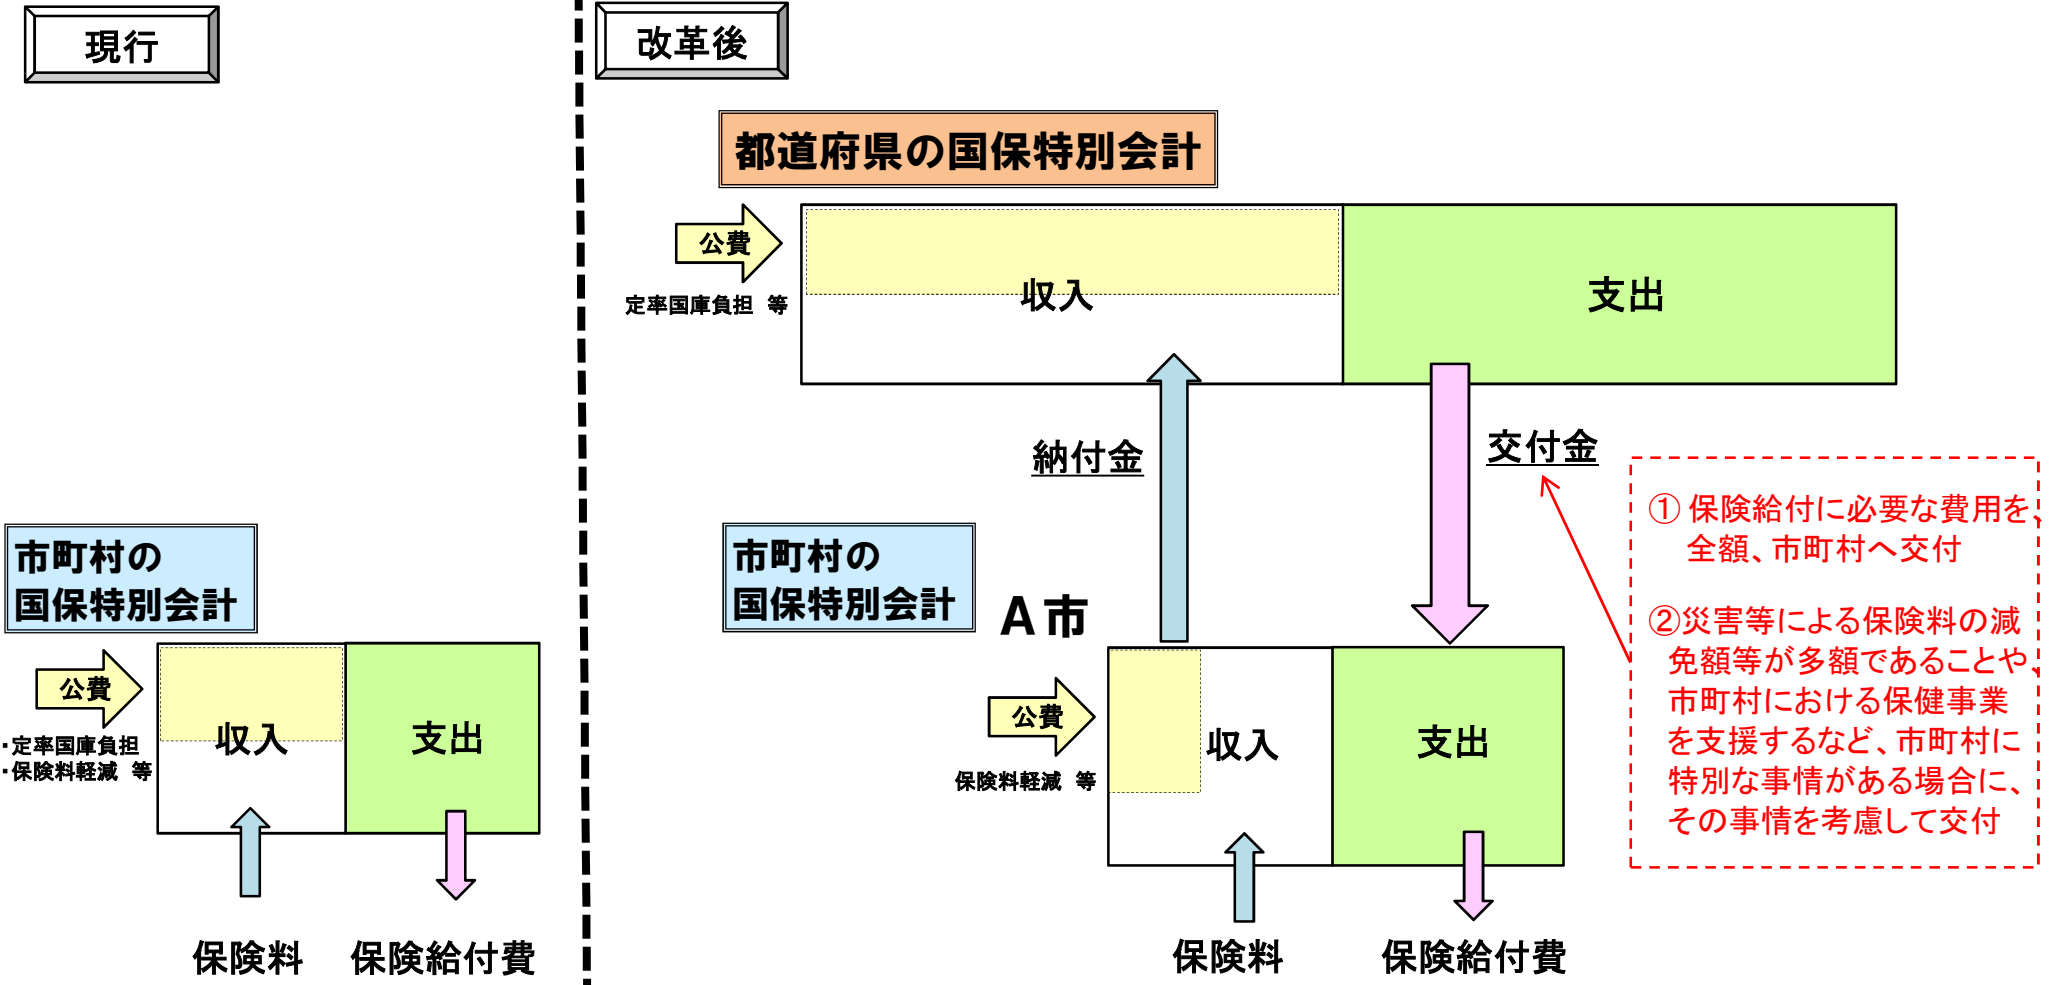 現行
市町村の
国保特別会計
公費
・定率国庫負担
・保険料軽減 等
収入
支出
保険料
保険給付費
改革後
都道府県の国保特別会計
公費
定率国庫負担 等
収入
支出
納付金
交付金
市町村の
国保特別会計
A市
公費
保険料軽減 等
収入
支出
保険料
保険給付費
① 保険給付に必要な費用を、
全額、市町村へ交付
②災害等による保険料の減
免額等が多額であることや、
市町村における保健事業
を支援するなど、市町村に
特別な事情がある場合に、
その事情を考慮して交付